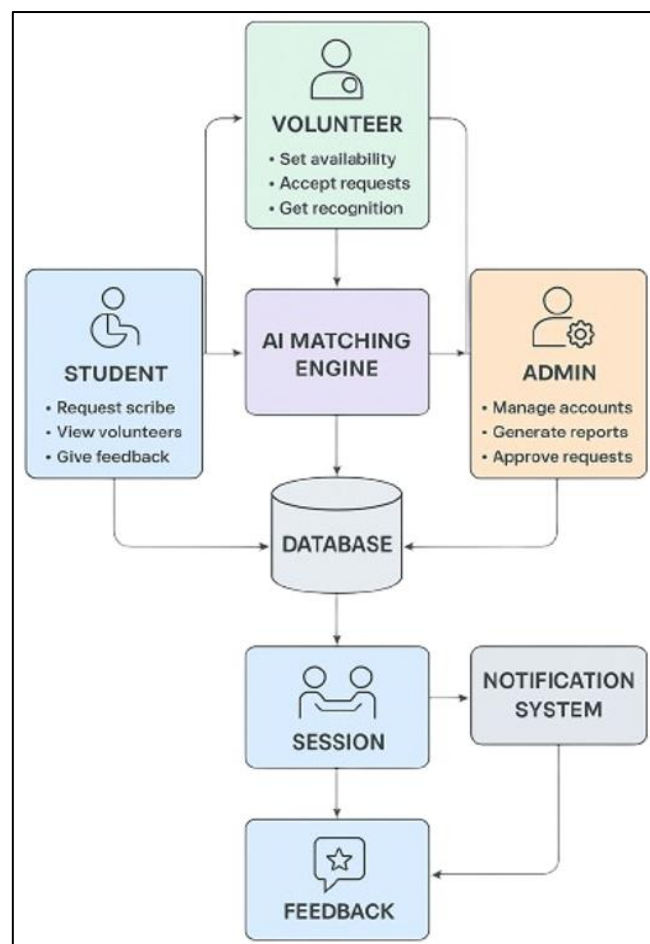 VOLUNTEER
• Set availability
• Accept requests
• Get recognition
STUDENT
• Request scribe
• View volunteers
• Give feedback
AI MATCHING
ENGINE
ADMIN
• Manage accounts
• Generate reports
• Approve requests
DATABASE
SESSION
NOTIFICATION
SYSTEM
FEEDBACK